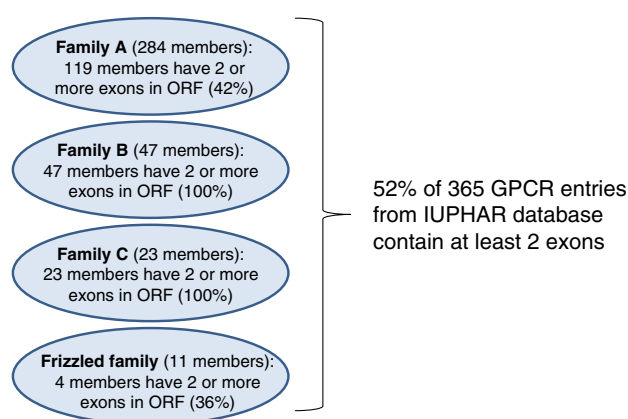 Family A (284 members):
119 members have 2 or
more exons in ORF (42%)
Family B (47 members):
47 members have 2 or more
exons in ORF (100%)
Family C (23 members):
23 members have 2 or more
exons in ORF (100%)
Frizzled family (11 members):
4 members have 2 or more
exons in ORF (36%)
52% of 365 GPCR entries
from IUPHAR database
contain at least 2 exons